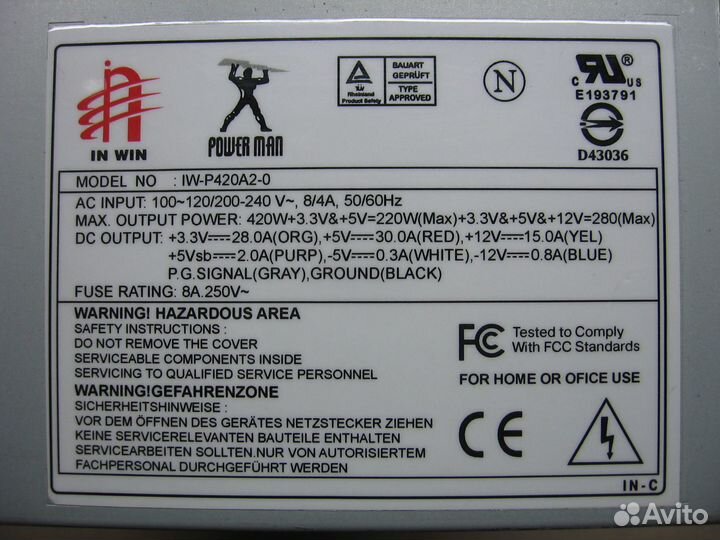 IN WIN
POWER MAN
TÜV
Rheinland
Product Safety
BAUART
GEPRÜFT
TYPE
APPROVED
N
C RU ® US
E193791
D43036
MODEL NO : IW-P420A2-0
AC INPUT: 100~120/200-240 V~, 8/4A, 50/60Hz
MAX. OUTPUT POWER: 420W+3.3V&+5V=220W(Max)+3.3V&+5V&+12V=280(Max)
DC OUTPUT: +3.3V⎓28.0A(ORG),+5V⎓30.0A(RED), +12V⎓15.0A(YEL)
+5Vsb⎓2.0A(PURP), -5V⎓0.3A(WHITE), -12V⎓0.8A(BLUE)
P.G.SIGNAL(GRAY),GROUND(BLACK)
FUSE RATING: 8A.250V~
WARNING! HAZARDOUS AREA
SAFETY INSTRUCTIONS :
DO NOT REMOVE THE COVER
SERVICEABLE COMPONENTS INSIDE
SERVICING TO QUALIFIED SERVICE PERSONNEL
FC Tested to Comply
With FCC Standards
FOR HOME OR OFICE USE
WARNING!GEFAHRENZONE
SICHERHEITSHINWEISE :
VOR DEM ÖFFNEN DES GERÄTES NETZSTECKER ZIEHEN
KEINE SERVICERELEVANTEN BAUTEILE ENTHALTEN
SERVICEARBEITEN SOLLTEN.NUR VON AUTORISIERTEM
FACHPERSONAL DURCHGEFÜHRT WERDEN
CE
IN-C
Avito